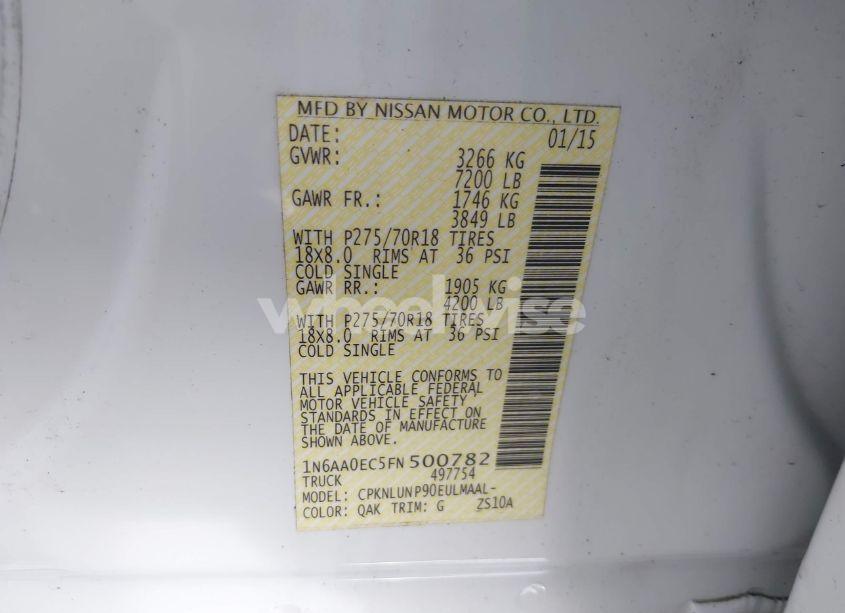 MFD BY NISSAN MOTOR CO., LTD.
DATE: 01/15
GVWR: 3266 KG
7200 LB
GAWR FR.: 1746 KG
3849 LB
WITH P275/70R18 TIRES
18X8.0 RIMS AT 36 PSI
COLD SINGLE
GAWR RR.: 1905 KG
4200 LB
wheelwise
WITH P275/70R18 TIRES
18X8.0 RIMS AT 36 PSI
COLD SINGLE
THIS VEHICLE CONFORMS TO
ALL APPLICABLE FEDERAL
MOTOR VEHICLE SAFETY
STANDARDS IN EFFECT ON
THE DATE OF MANUFACTURE
SHOWN ABOVE.
1N6AA0EC5FN500782
TRUCK 497754
MODEL: CPKNLUNP90EULMAAL-
COLOR: QAK TRIM: G ZS10A